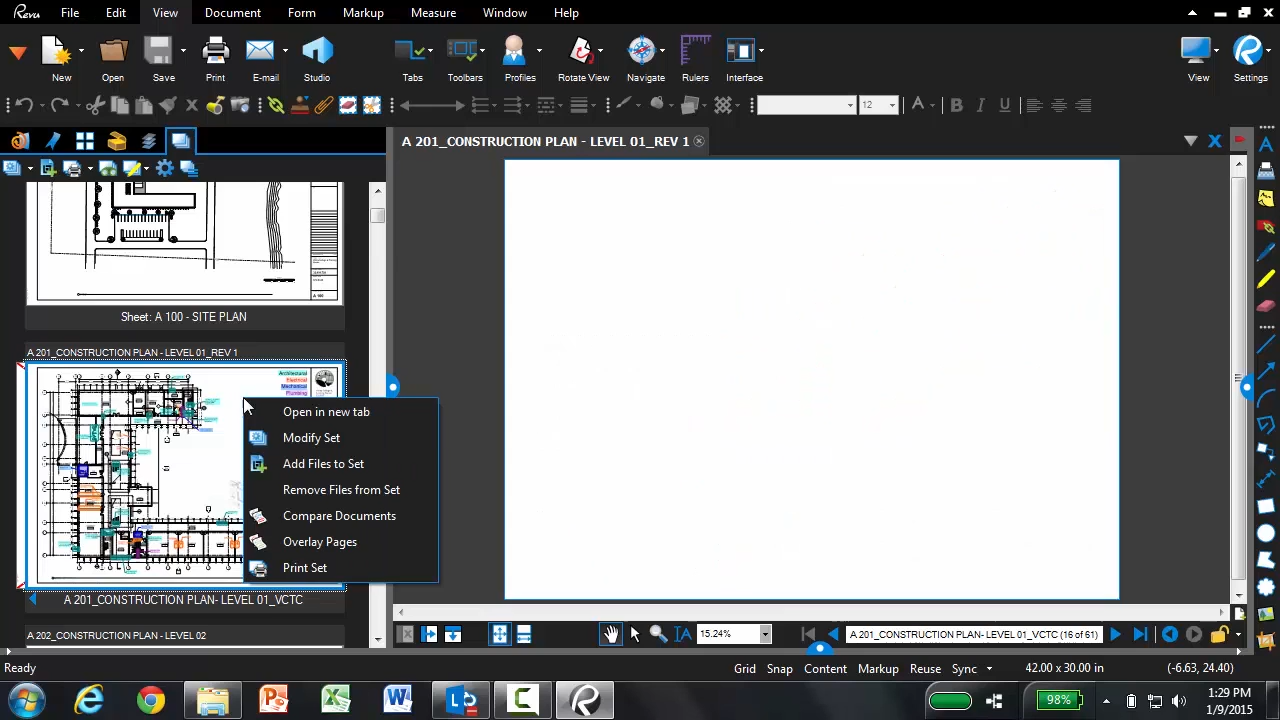 Revu
File
Edit
View
Document
Form
Markup
Measure
Window
Help
New
Open
Save
Print
E-mail
Studio
Tabs
Toolbars
Profiles
Rotate View
Navigate
Rulers
Interface
View
Settings
12
A
B
I
U
A 201_CONSTRUCTION PLAN - LEVEL 01_REV 1
A 100
Sheet: A 100 - SITE PLAN
A 201_CONSTRUCTION PLAN - LEVEL 01_REV 1
Architectural
Electrical
Mechanical
Plumbing
Open in new tab
Modify Set
Add Files to Set
Remove Files from Set
Compare Documents
Overlay Pages
Print Set
A 201_CONSTRUCTION PLAN- LEVEL 01_VCTC
A 202_CONSTRUCTION PLAN - LEVEL 02
15.24%
A 201_CONSTRUCTION PLAN- LEVEL 01_VCTC (16 of 61)
Ready
Grid
Snap
Content
Markup
Reuse
Sync
42.00 x 30.00 in
(-6.63, 24.40)
98%
1:29 PM
1/9/2015